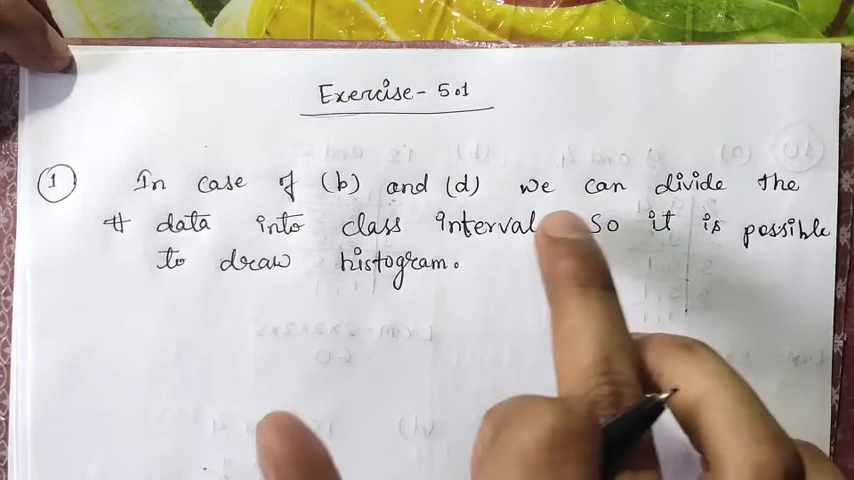 Exercise - 5.1
1 In case of (b) and (d) we can divide the
# data into class interval so it is possible
to draw histogram.